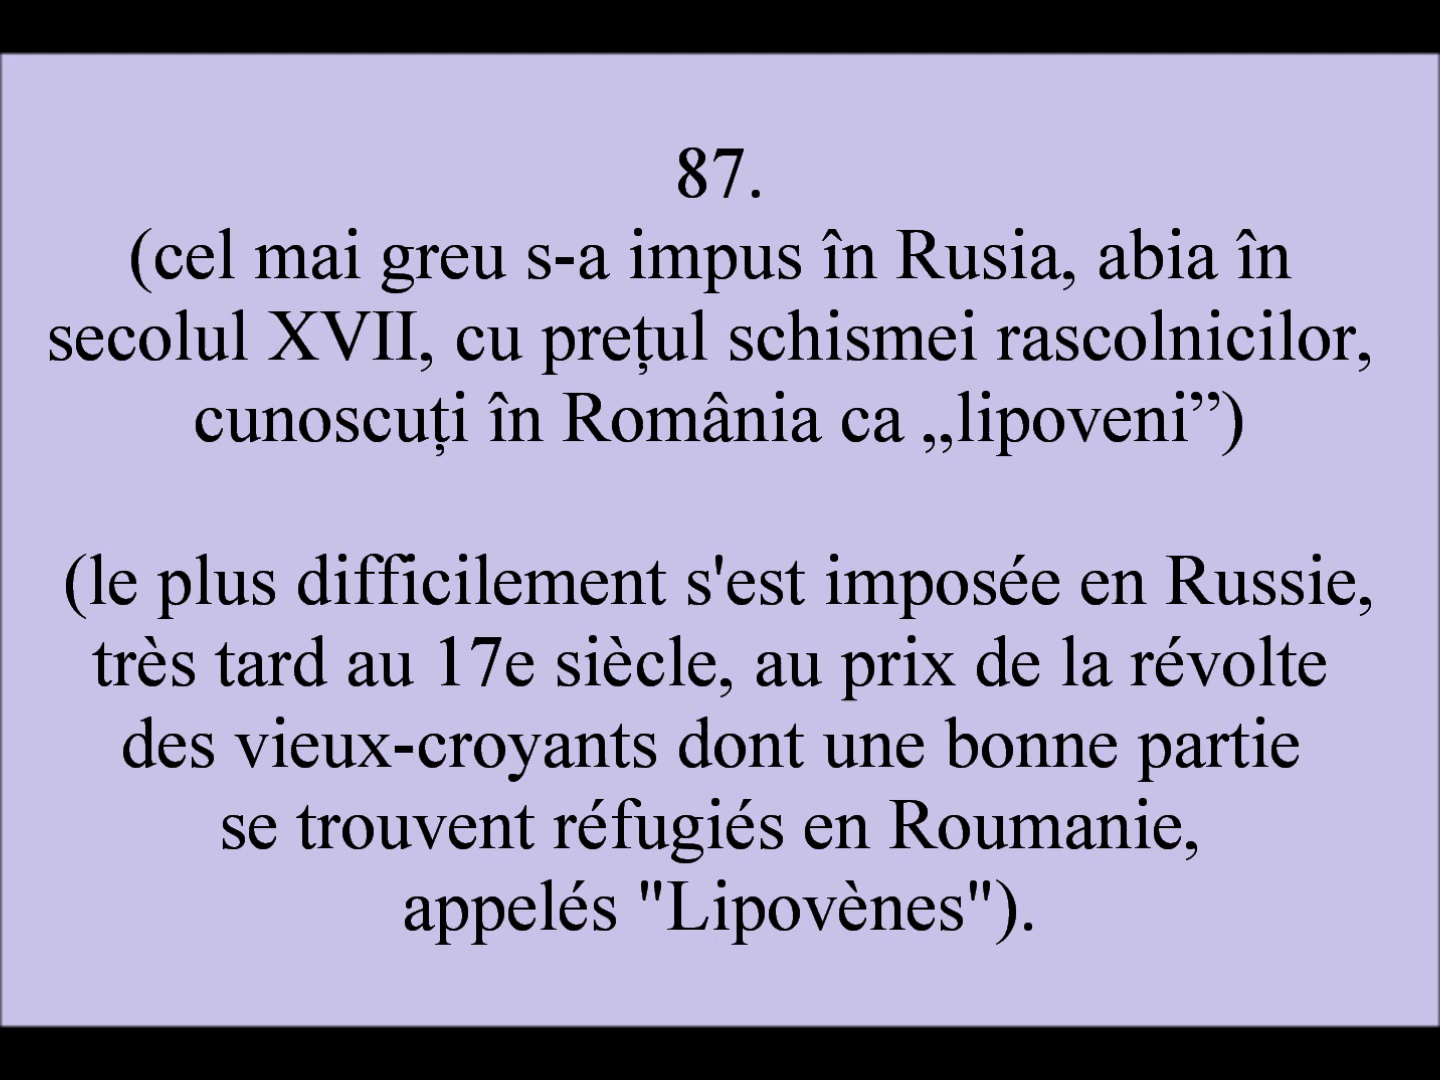 87.
(cel mai greu s-a impus în Rusia, abia în
secolul XVII, cu prețul schismei rascolnicilor,
cunoscuți în România ca „lipoveni”)
(le plus difficilement s'est imposée en Russie,
très tard au 17e siècle, au prix de la révolte
des vieux-croyants dont une bonne partie
se trouvent réfugiés en Roumanie,
appelés "Lipovènes").